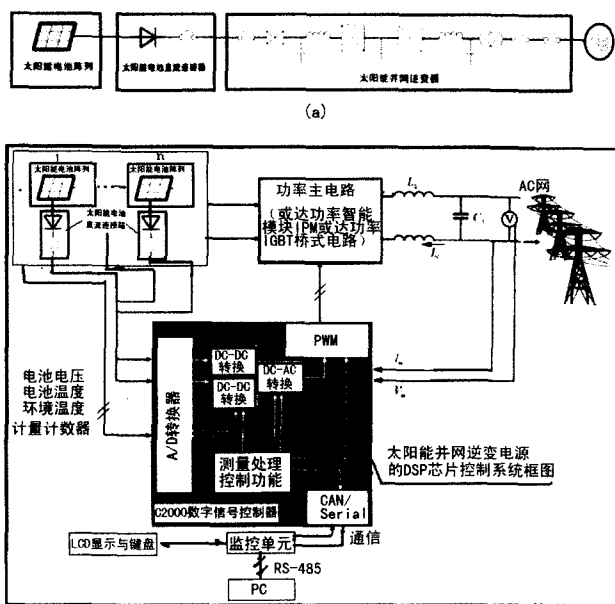 太阳能电池阵列
太阳能电池直流连接器
太阳能并网逆变器
(a)
1
n
太阳能电池阵列
太阳能电池阵列
太阳能电池
直流连接箱
功率主电路
(或达功率智能
模块IPM或达功率
IGBT桥式电路)
AC网
V
PWM
DC-DC
转换
DC-AC
转换
DC-DC
转换
A/D转换器
电池电压
电池温度
环境温度
计量计数器
测量处理
控制功能
太阳能并网逆变电源
的DSP芯片控制系统框图
CAN/
Serial
C2000数字信号控制器
通信
LCD显示与键盘
监控单元
RS-485
PC